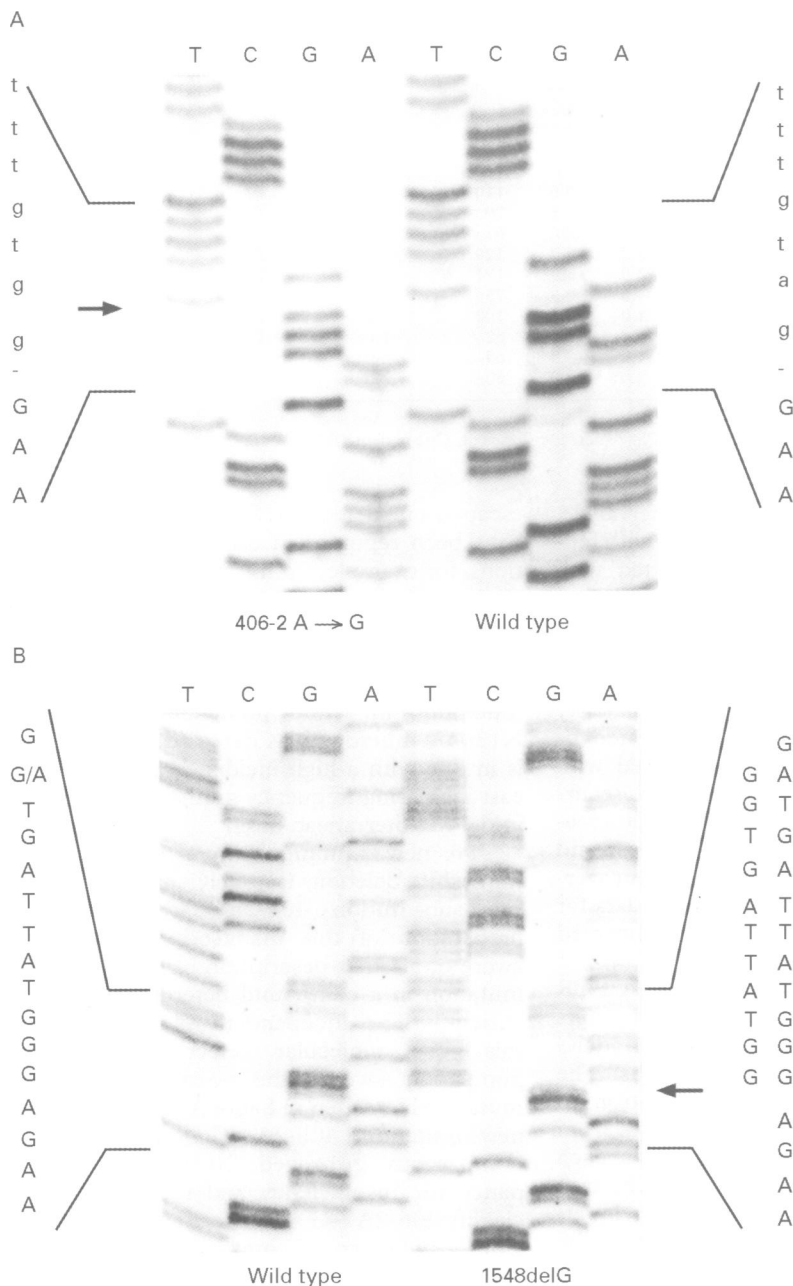 A
T C G A T C G A
t t
t t
t t
g g
t t
g a
g g
- -
G G
A A
A A
406-2 A → G Wild type
B
T C G A T C G A
G G
G/A G A
T G T
G T G
A G A
T A T
T T T
A T A
T A T
G T G
G G G
G G G
A A
G G
A A
A A
Wild type 1548delG